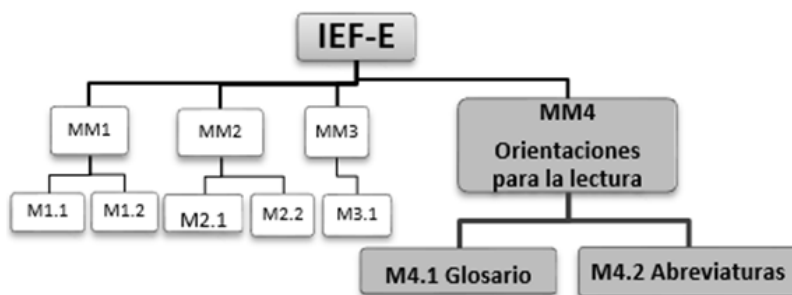 IEF-E
MM1
MM2
MM3
MM4
Orientaciones
para la lectura
M1.1
M1.2
M2.1
M2.2
M3.1
M4.1 Glosario
M4.2 Abreviaturas